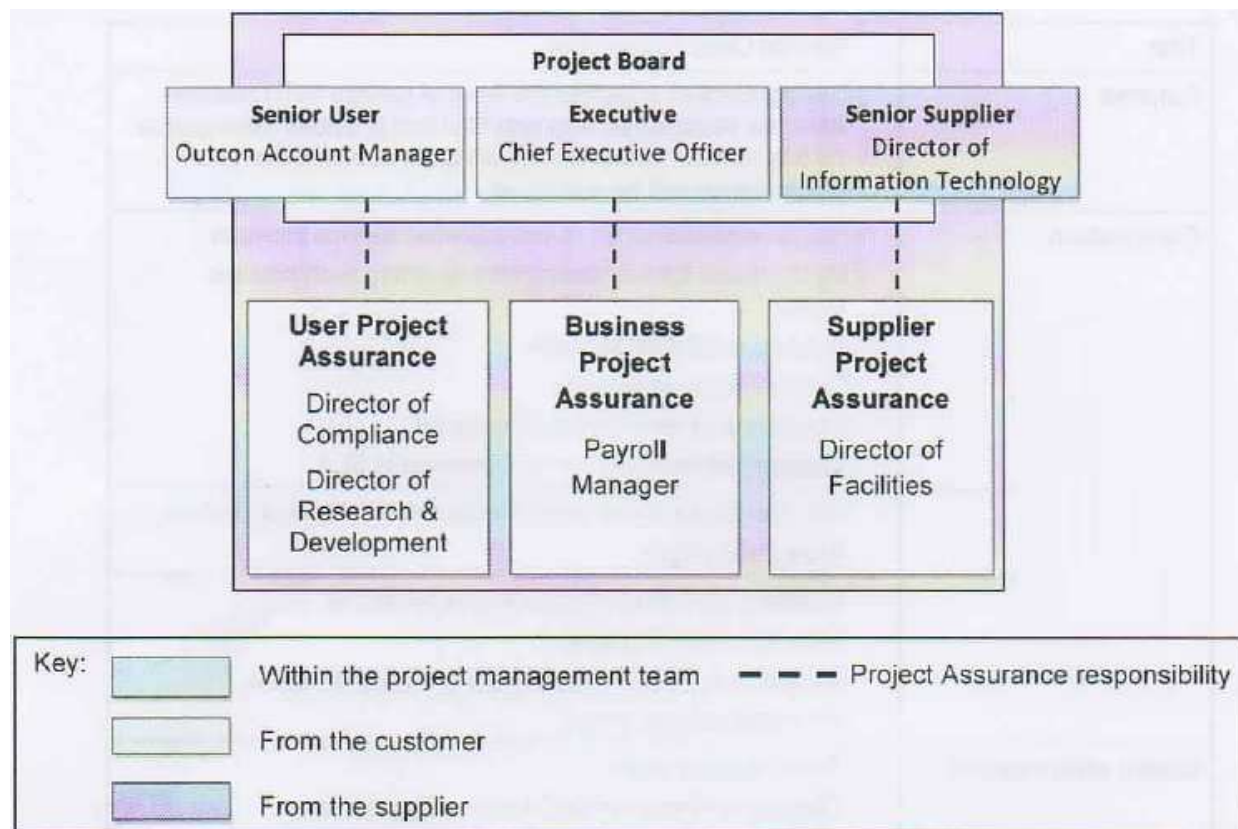 Project Board
Senior User
Outcon Account Manager
Executive
Chief Executive Officer
Senior Supplier
Director of
Information Technology
User Project
Assurance
Director of
Compliance
Director of
Research &
Development
Business
Project
Assurance
Payroll
Manager
Supplier
Project
Assurance
Director of
Facilities
Key:
Within the project management team
Project Assurance responsibility
From the customer
From the supplier